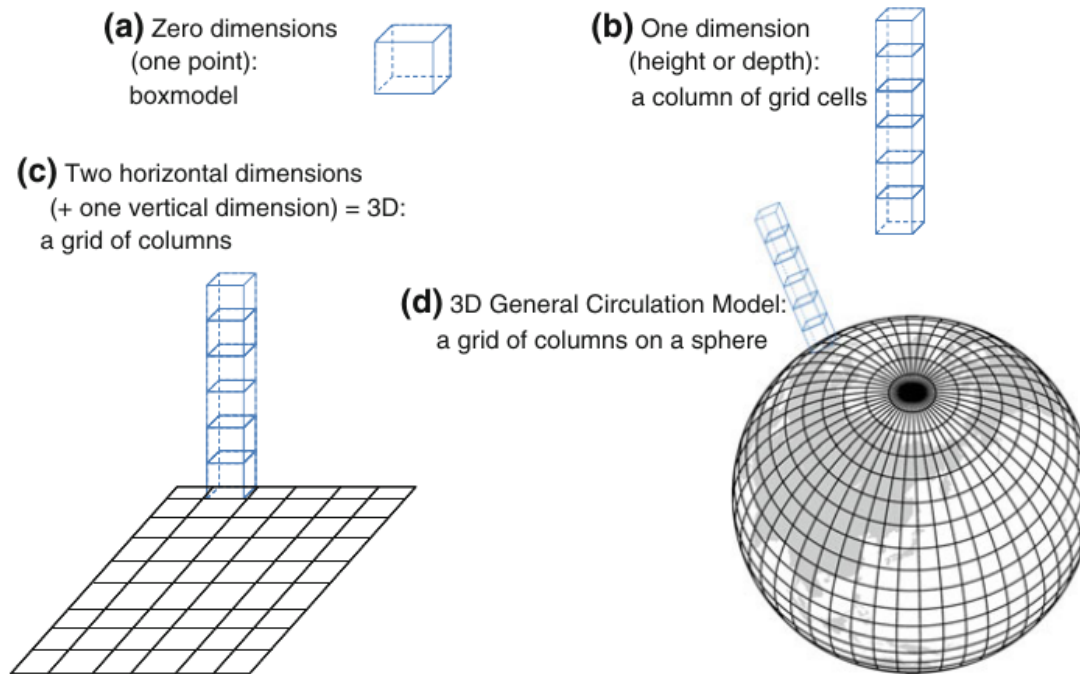 (a) Zero dimensions
(one point):
boxmodel
(b) One dimension
(height or depth):
a column of grid cells
(c) Two horizontal dimensions
(+ one vertical dimension) = 3D:
a grid of columns
(d) 3D General Circulation Model:
a grid of columns on a sphere